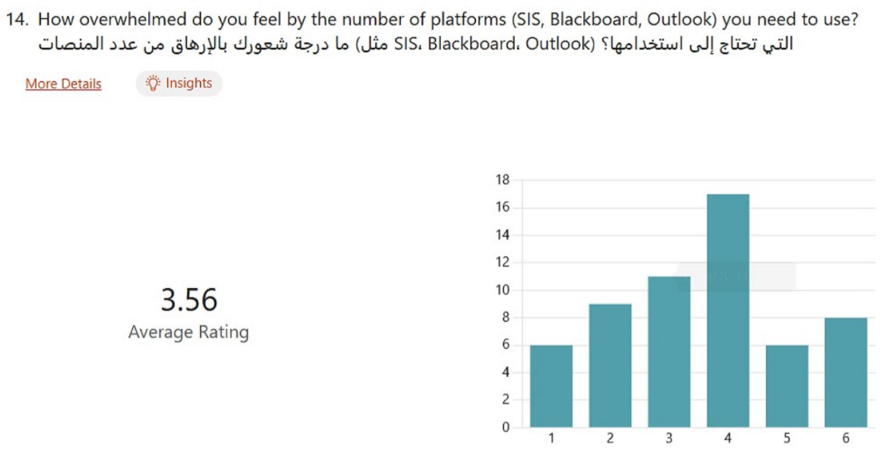 14. How overwhelmed do you feel by the number of platforms (SIS, Blackboard, Outlook) you need to use?
ما درجة شعورك بالإرهاق من عدد المنصات (مثل SIS، Blackboard، Outlook) التي تحتاج إلى استخدامها؟
More Details
Insights
3.56
Average Rating
18
16
14
12
10
8
6
4
2
0
1 2 3 4 5 6